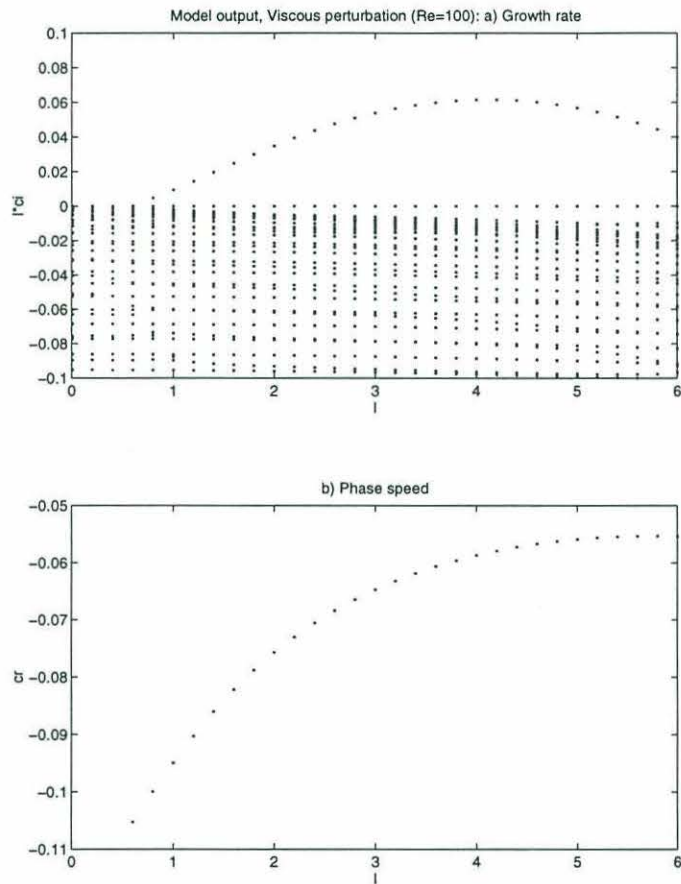 Model output, Viscous perturbation (Re=100): a) Growth rate
0.1
0.08
0.06
0.04
0.02
0
−0.02
−0.04
−0.06
−0.08
−0.1
l*ci
0 1 2 3 4 5 6
l
b) Phase speed
−0.05
−0.06
−0.07
−0.08
−0.09
−0.1
−0.11
cr
0 1 2 3 4 5 6
l